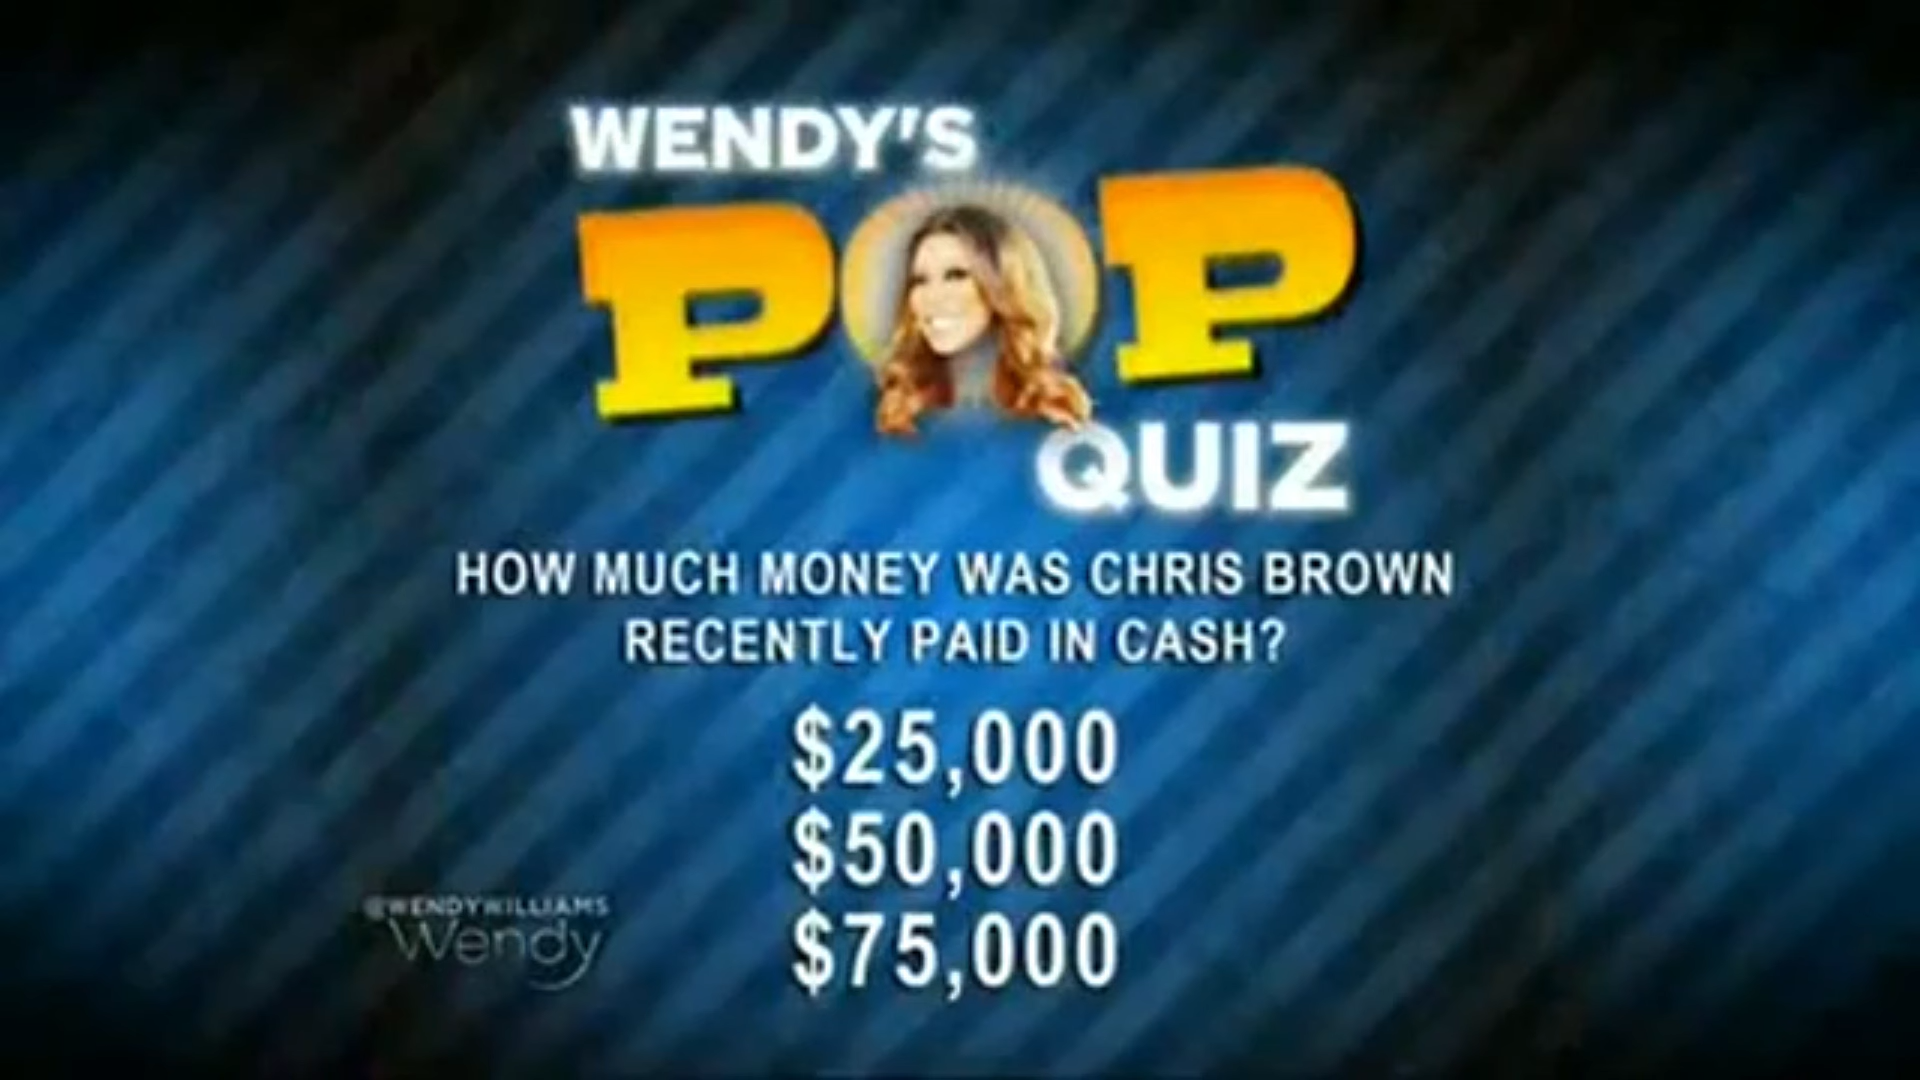 WENDY'S
POP
QUIZ
HOW MUCH MONEY WAS CHRIS BROWN
RECENTLY PAID IN CASH?
$25,000
$50,000
$75,000
@WENDYWILLIAMS
Wendy